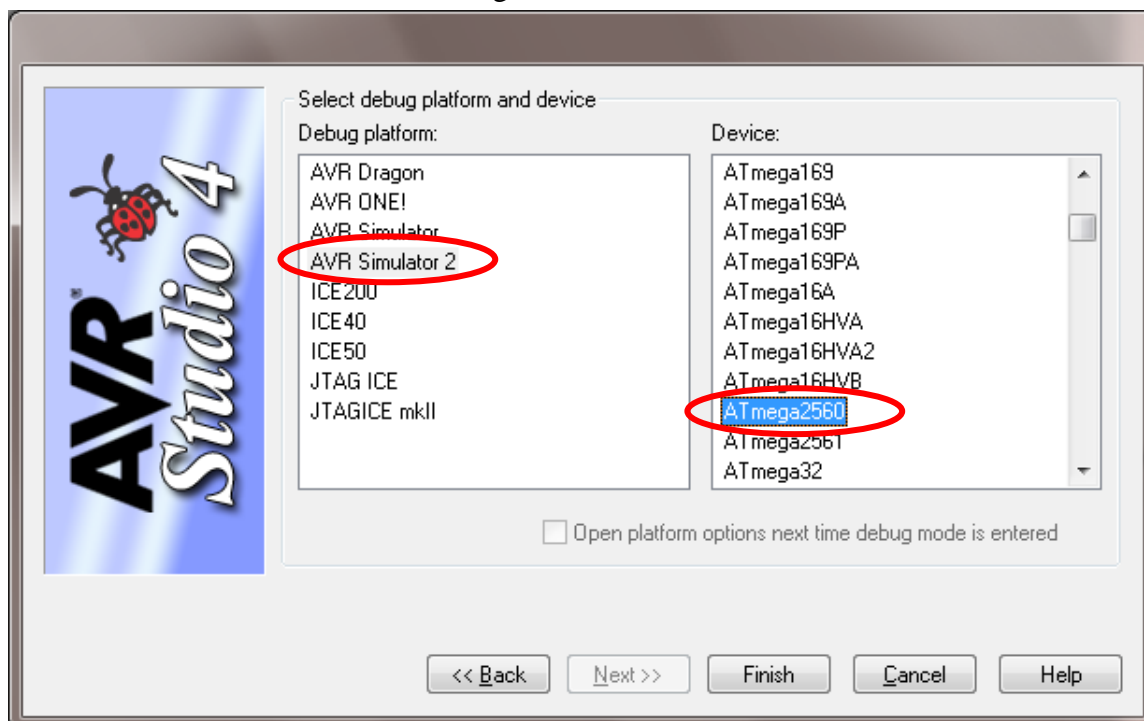 AVR Studio 4
Select debug platform and device
Debug platform:
AVR Dragon
AVR ONE!
AVR Simulator
AVR Simulator 2
ICE200
ICE40
ICE50
JTAG ICE
JTAGICE mkII
Device:
ATmega169
ATmega169A
ATmega169P
ATmega169PA
ATmega16A
ATmega16HVA
ATmega16HVA2
ATmega16HVB
ATmega2560
ATmega2561
ATmega32
Open platform options next time debug mode is entered
<< Back
Next >>
Finish
Cancel
Help